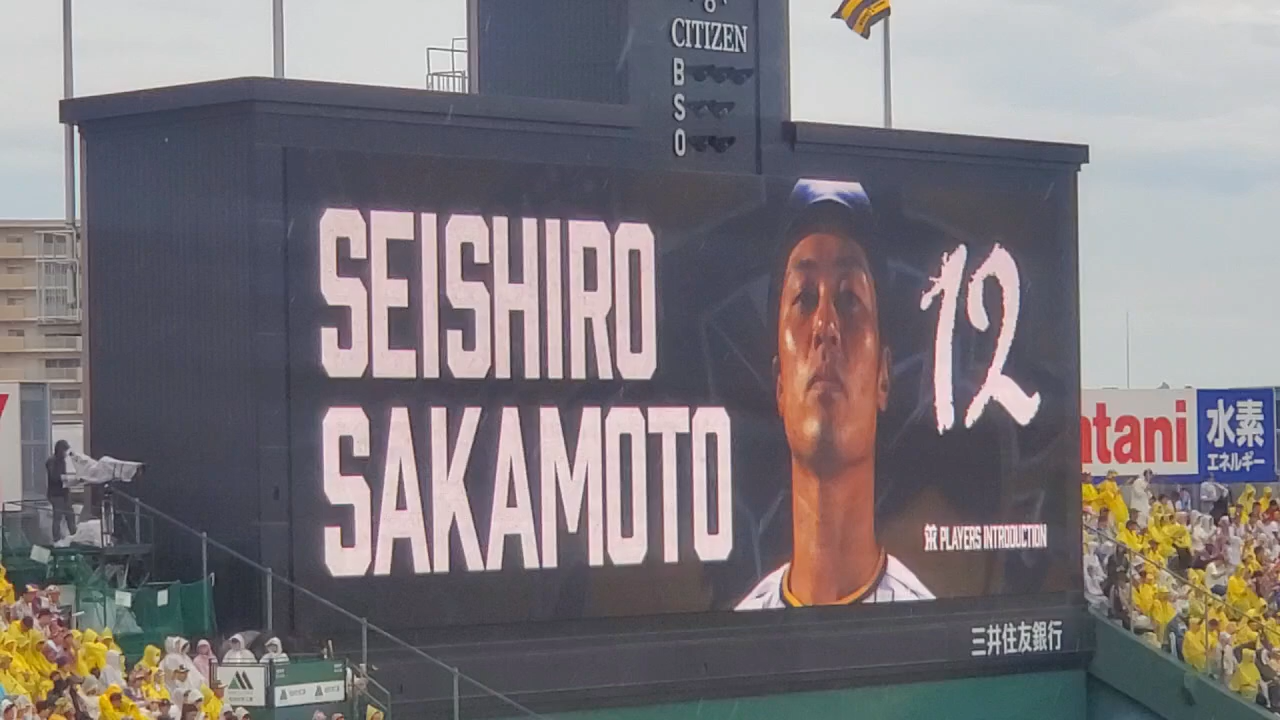 CITIZEN
B
S
O
SEISHIRO
SAKAMOTO
12
PLAYERS INTRODUCTION
atani
水素
エネルギー
三井住友銀行